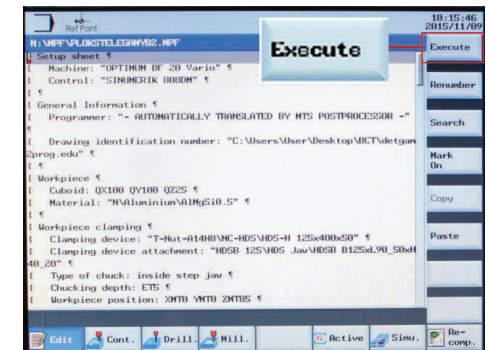 Ref Point
10:15:46
2015/11/09
N:\MPF\PLOKSTELEGAMYB2.MPF
Execute
Execute
( Setup sheet ¶
( Machine: "OPTIMUM BF 20 Vario" ¶
( Control: "SINUMERIK 808DM" ¶
( ¶
( General Information ¶
( Programmer: "- AUTOMATICALLY TRANSLATED BY MTS POSTPROCESSOR -"
¶
( Drawing identification number: "C:\Users\User\Desktop\BCT\detgam
2prog.edu" ¶
( ¶
( Workpiece ¶
( Cuboid: QX100 QY100 QZ25 ¶
( Material: "N\Aluminium\AlMgSi0.5" ¶
( ¶
( Workpiece clamping ¶
( Clamping device: "T-Nut-A14H8\NC-HDS\HDS-H 125x400x50" ¶
( Clamping device attachment: "HDSB 125\HDS Jaw\HDSB B125xL90_50xH
40_20" ¶
( Type of chuck: inside step jaw ¶
( Chucking depth: ET5 ¶
( Workpiece position: XMT0 YMT0 ZMT85 ¶
Renumber
Search
Mark
On
Copy
Paste
Edit
Cont.
Drill.
Mill.
Active
Simu.
Re-
comp.